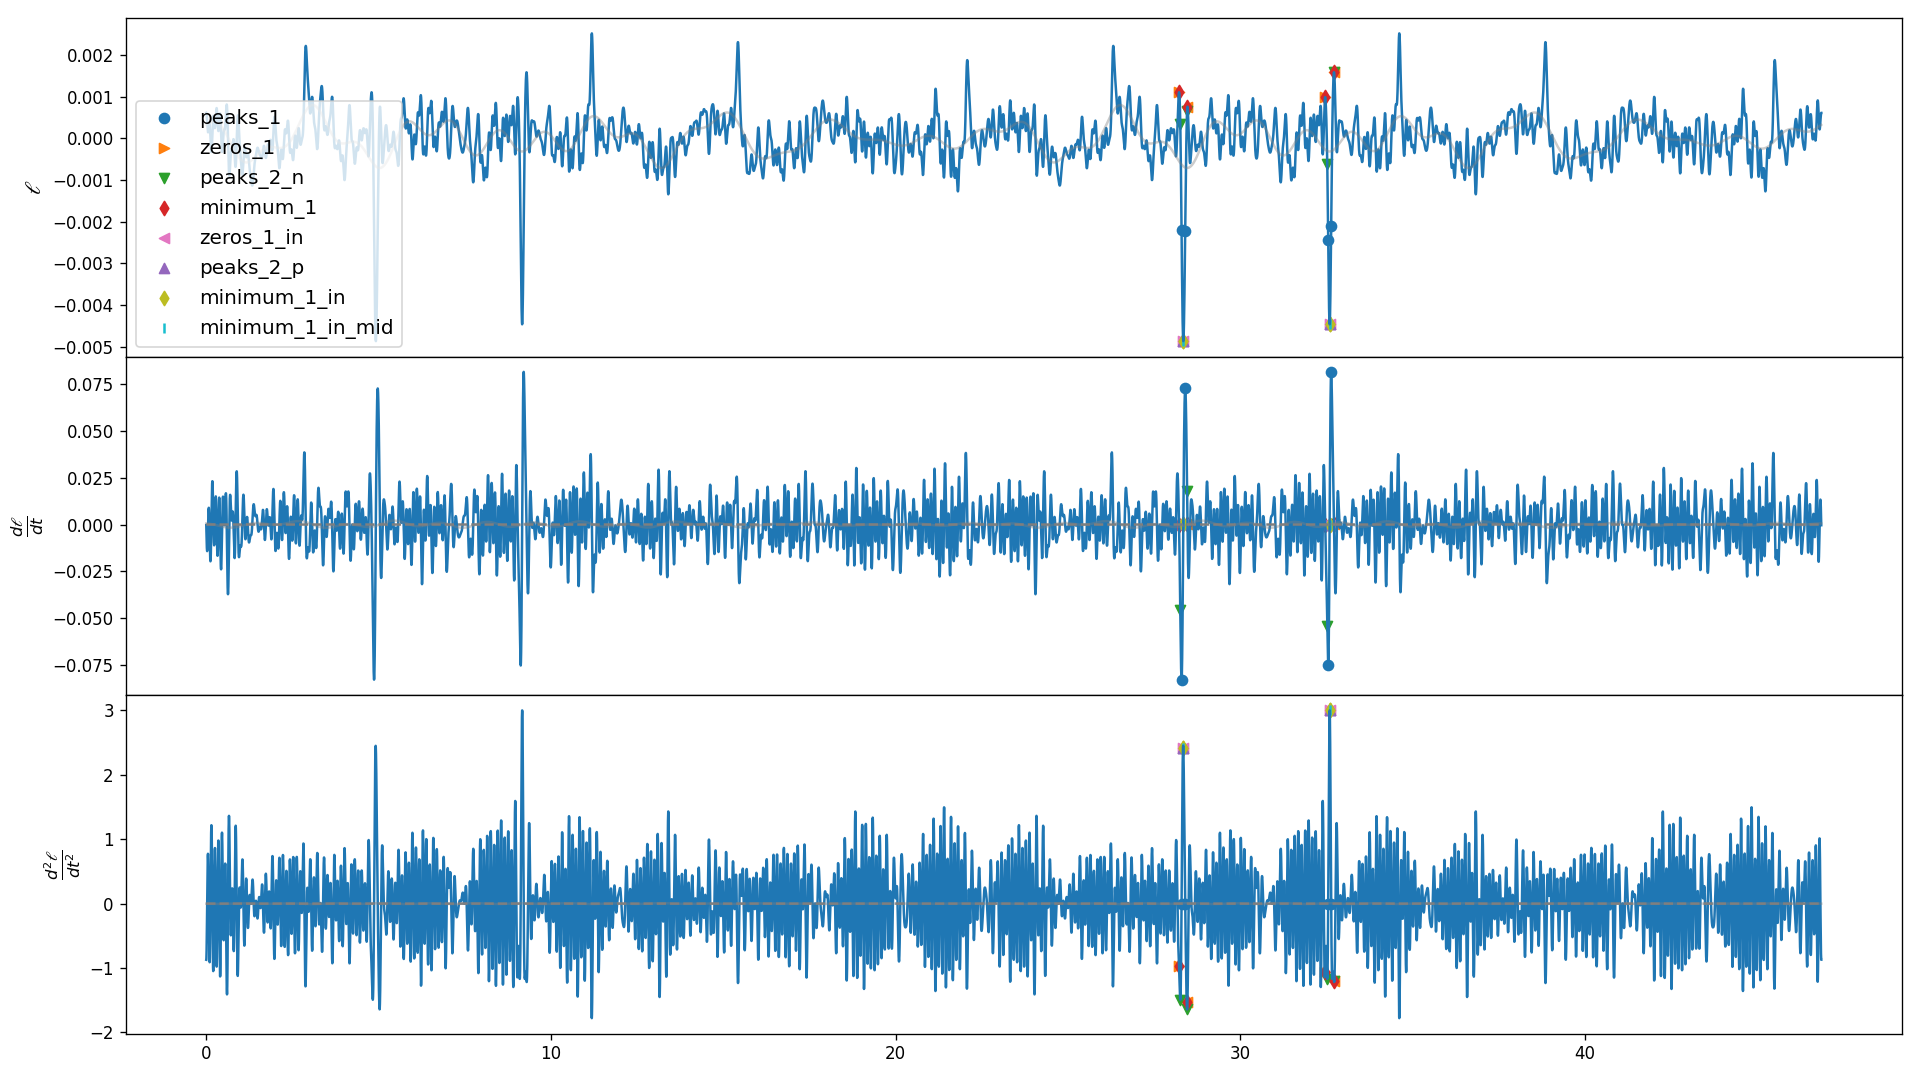 0.002
0.001
0.000
−0.001
−0.002
−0.003
−0.004
−0.005
ℓ
peaks_1
zeros_1
peaks_2_n
minimum_1
zeros_1_in
peaks_2_p
minimum_1_in
minimum_1_in_mid
0.075
0.050
0.025
0.000
−0.025
−0.050
−0.075
dℓ
dt
3
2
1
0
−1
−2
d²ℓ
dt²
0 10 20 30 40